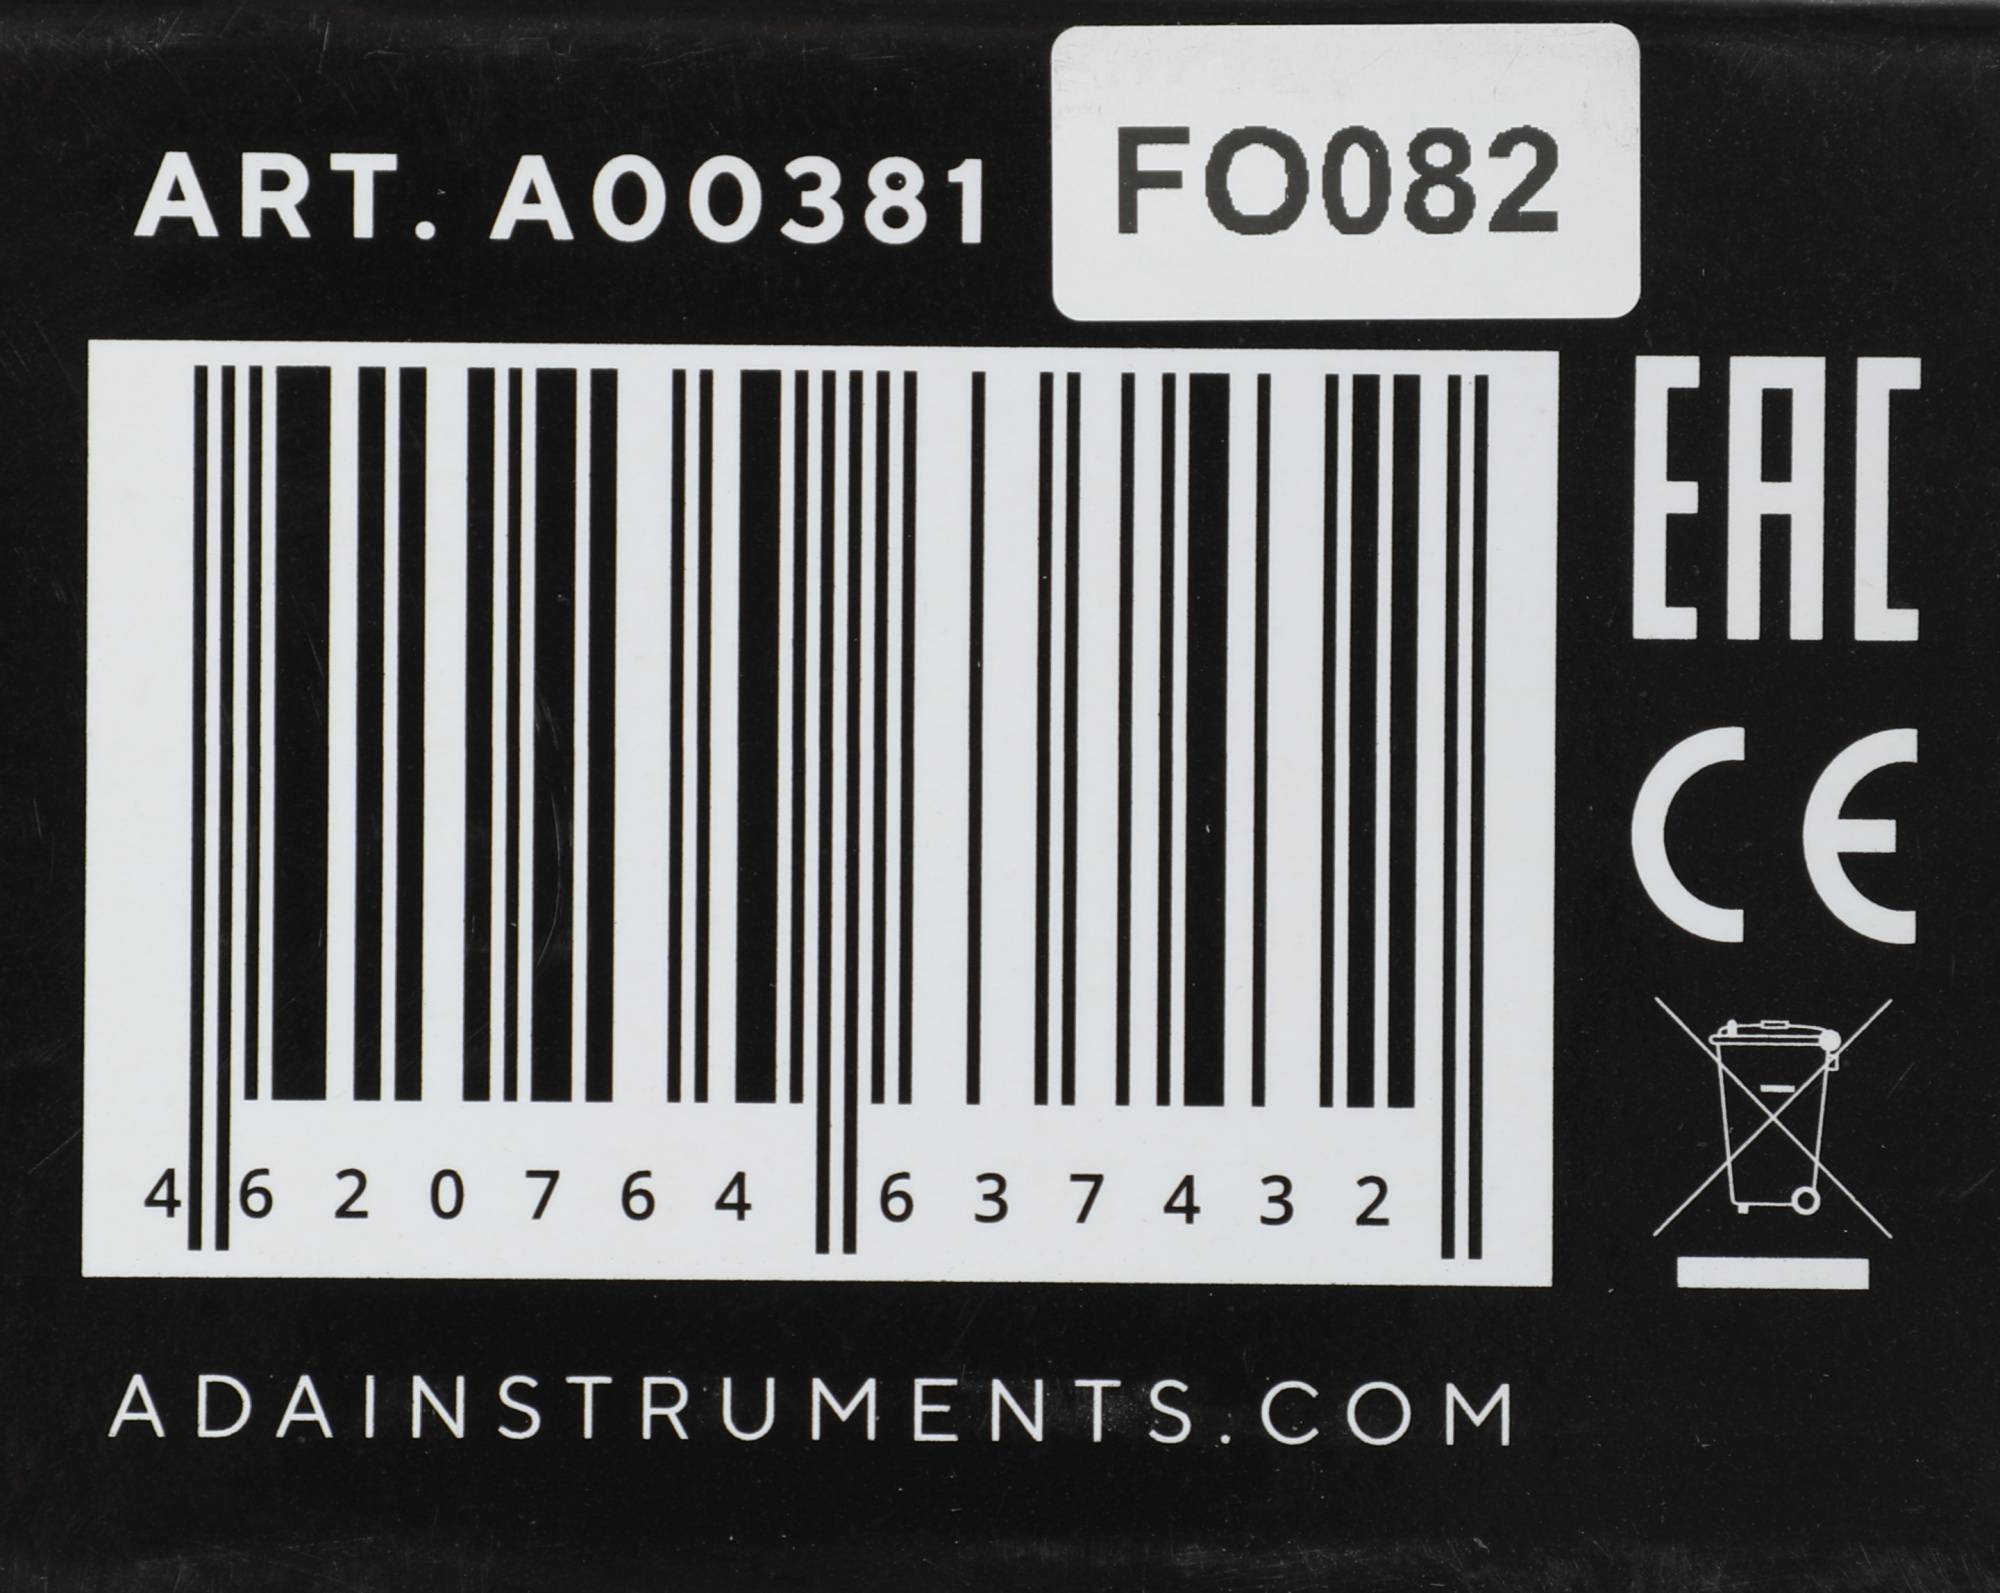 ART. A00381
FO082
EAC
CE
4 620764 637432
ADAINSTRUMENTS.COM